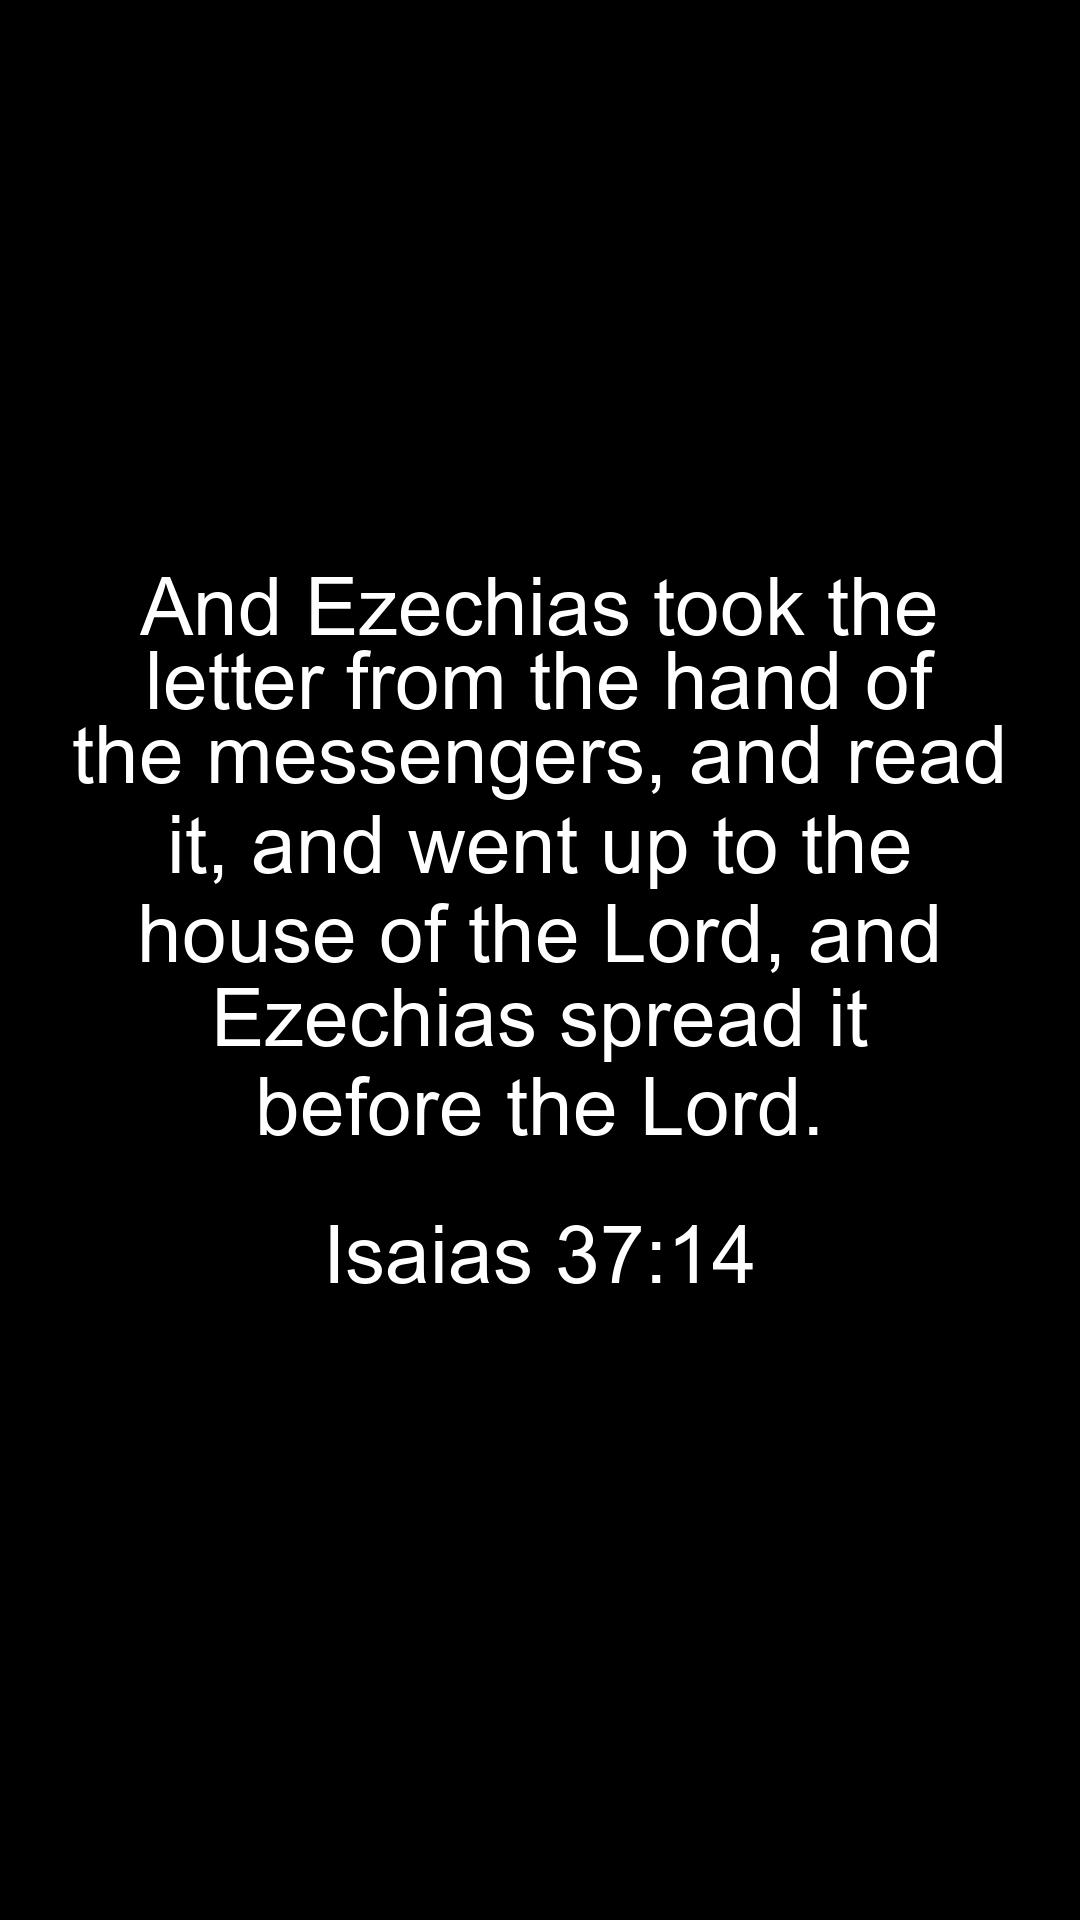 And Ezechias took the
letter from the hand of
the messengers, and read
it, and went up to the
house of the Lord, and
Ezechias spread it
before the Lord.
Isaias 37:14